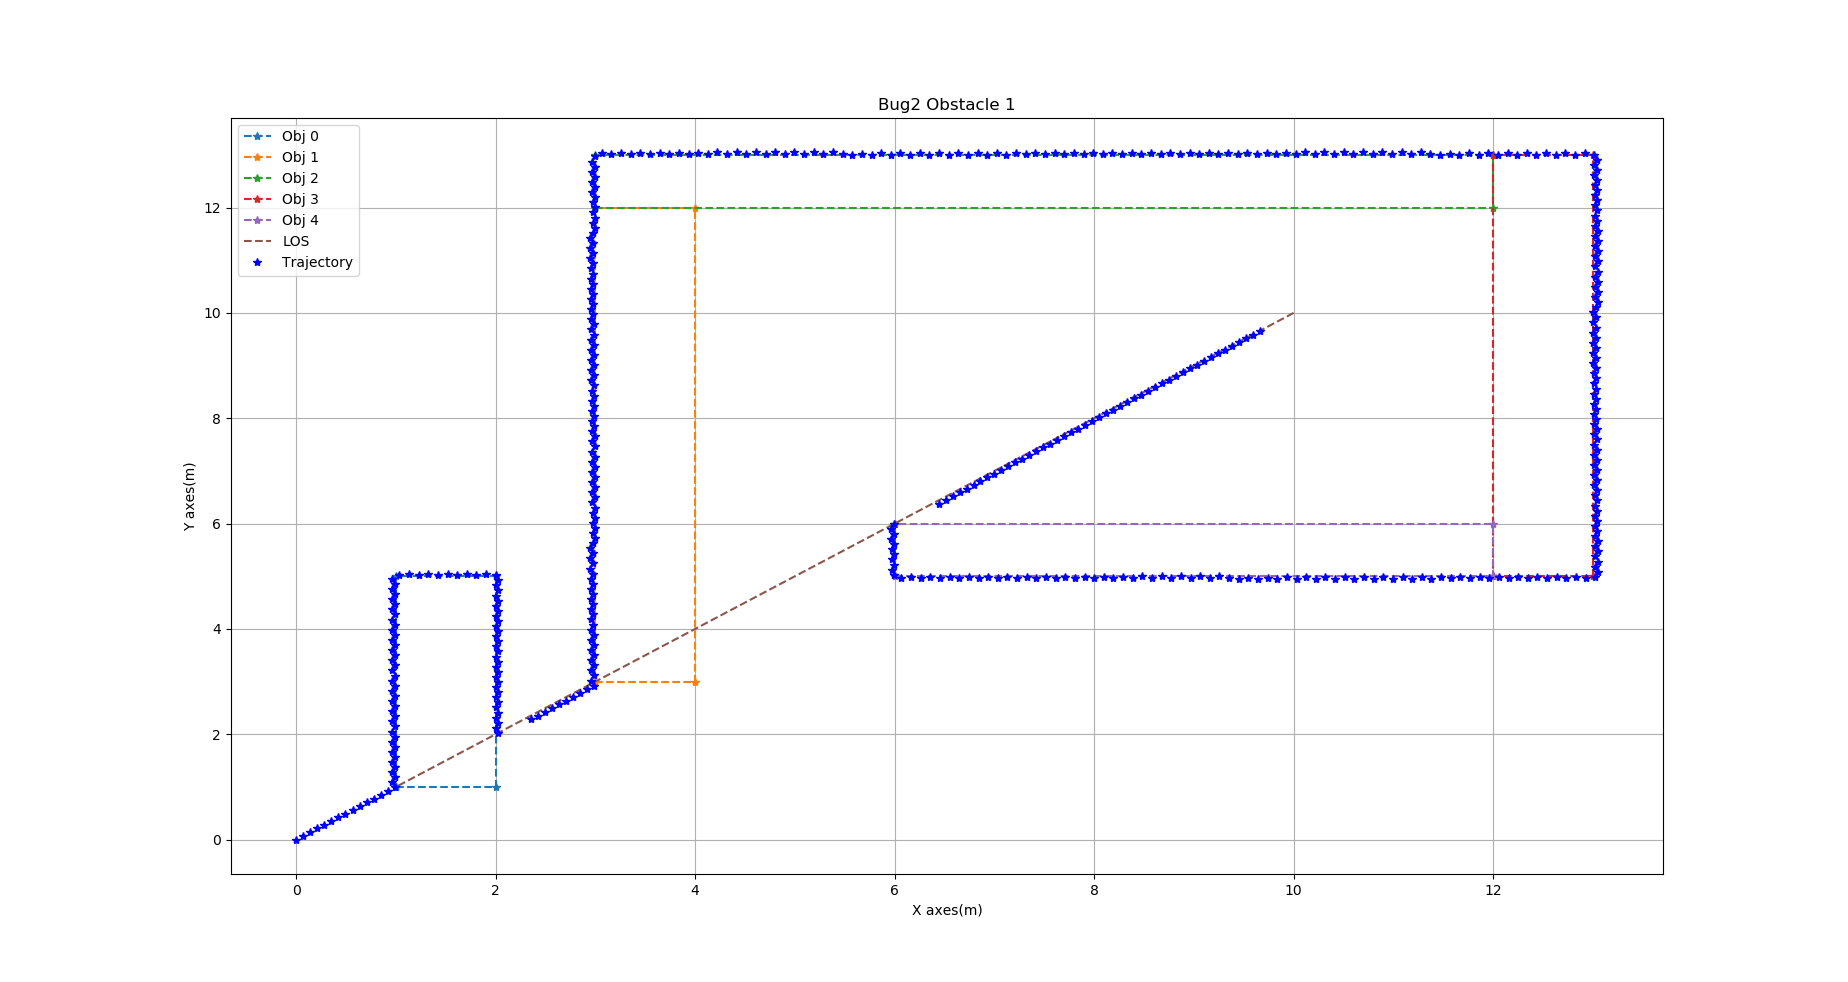 Bug2 Obstacle 1
Obj 0
Obj 1
Obj 2
Obj 3
Obj 4
LOS
Trajectory
12
10
8
6
4
2
0
Y axes(m)
0 2 4 6 8 10 12
X axes(m)